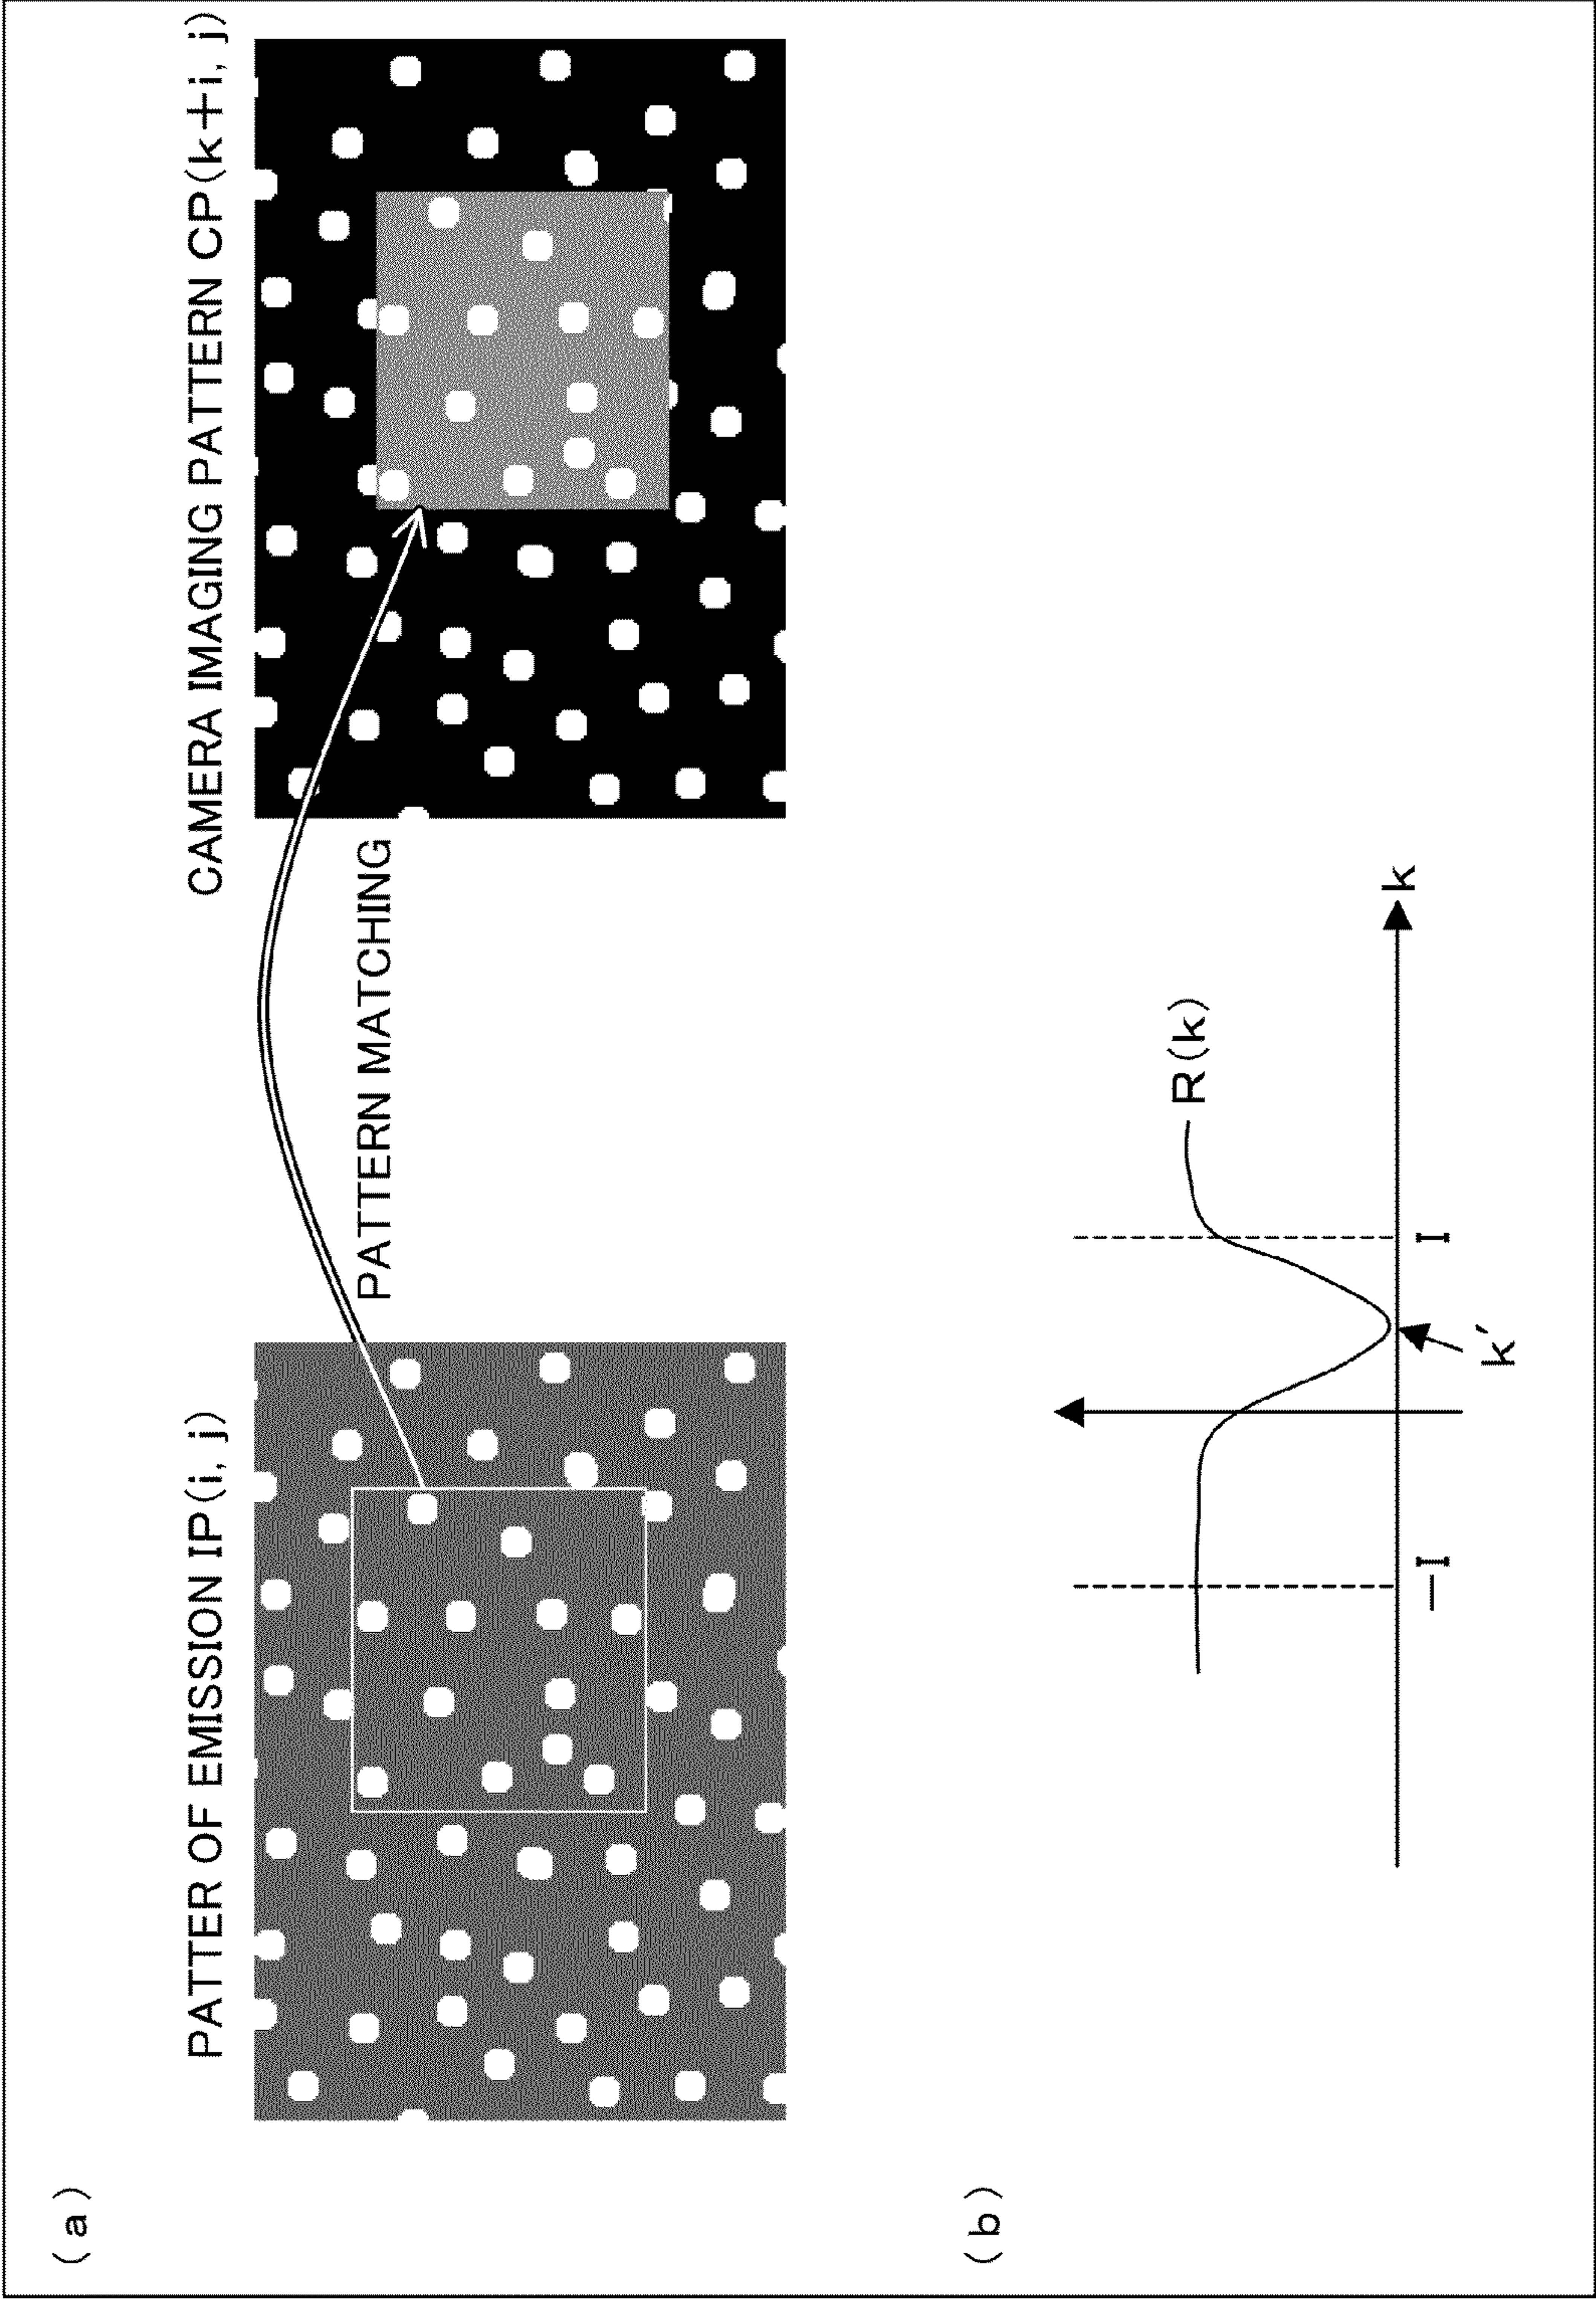 (a)
PATTER OF EMISSION IP(i, j)
CAMERA IMAGING PATTERN CP(k+i, j)
PATTERN MATCHING
(b)
R(k)
k
−I
k′
I